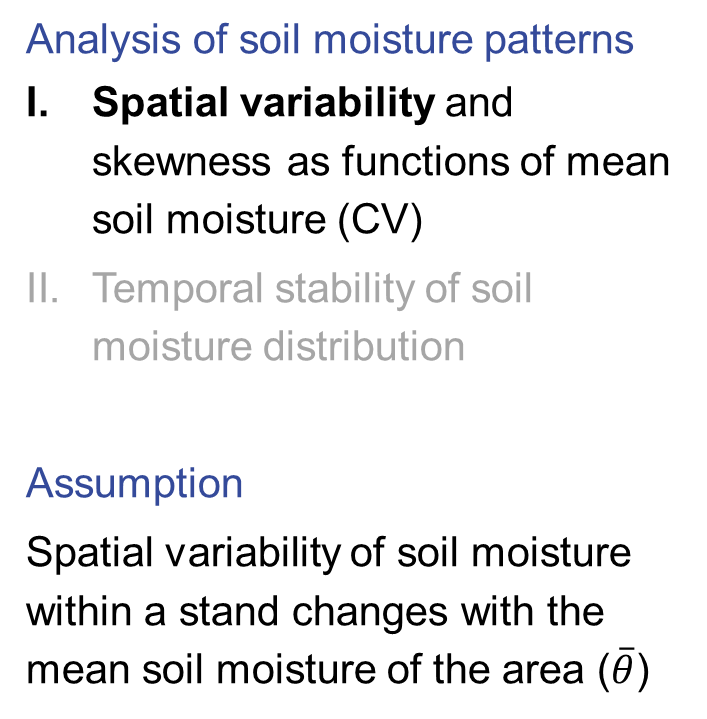 Analysis of soil moisture patterns
I. Spatial variability and
skewness as functions of mean
soil moisture (CV)
II. Temporal stability of soil
moisture distribution
Assumption
Spatial variability of soil moisture
within a stand changes with the
mean soil moisture of the area (θ̄)